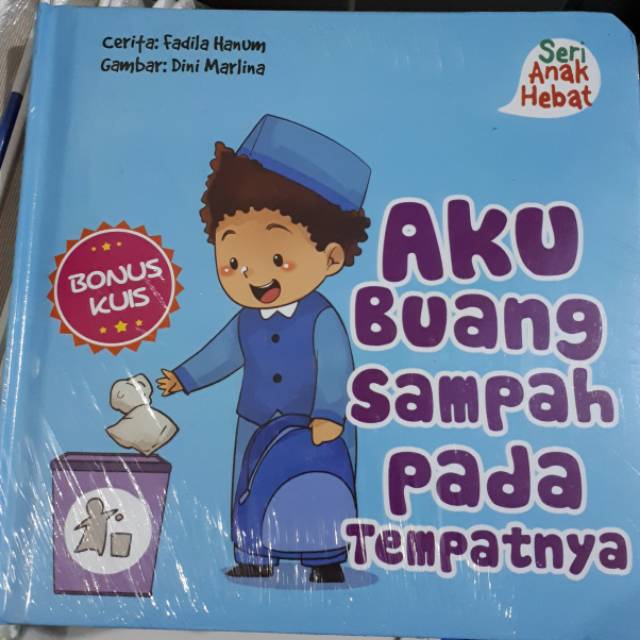 Cerita: Fadila Hanum
Gambar: Dini Marlina
Seri
Anak
Hebat
BONUS
KUIS
AKU
Buang
Sampah
pada
Tempatnya